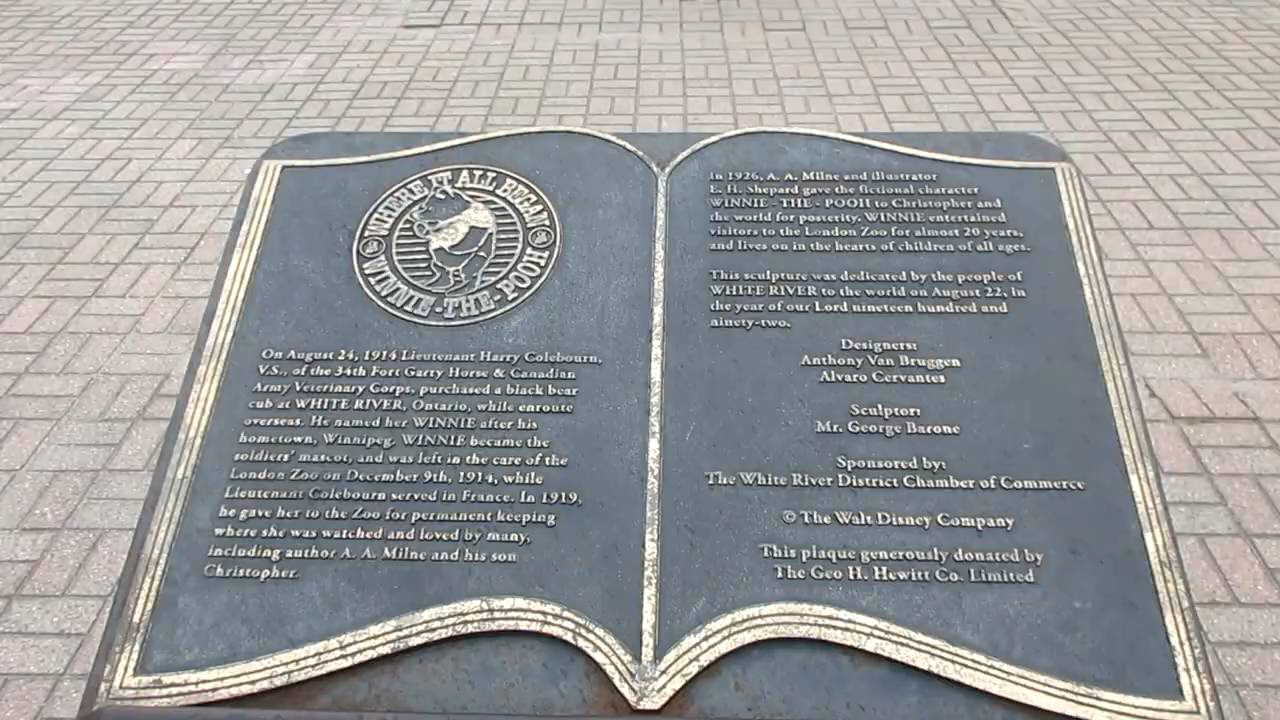 WHERE IT ALL BEGAN
WINNIE-THE-POOH
On August 24, 1914 Lieutenant Harry Colebourn,
V.S., of the 34th Fort Garry Horse & Canadian
Army Veterinary Corps, purchased a black bear
cub at WHITE RIVER, Ontario, while enroute
overseas. He named her WINNIE after his
hometown, Winnipeg. WINNIE became the
soldiers' mascot, and was left in the care of the
London Zoo on December 9th, 1914, while
Lieutenant Colebourn served in France. In 1919,
he gave her to the Zoo for permanent keeping
where she was watched and loved by many,
including author A. A. Milne and his son
Christopher.
In 1926, A. A. Milne and illustrator
E. H. Shepard gave the fictional character
WINNIE - THE - POOH to Christopher and
the world for posterity. WINNIE entertained
visitors to the London Zoo for almost 20 years,
and lives on in the hearts of children of all ages.
This sculpture was dedicated by the people of
WHITE RIVER to the world on August 22, in
the year of our Lord nineteen hundred and
ninety-two.
Designers:
Anthony Van Bruggen
Alvaro Cervantes
Sculptor:
Mr. George Barone
Sponsored by:
The White River District Chamber of Commerce
© The Walt Disney Company
This plaque generously donated by
The Geo H. Hewitt Co. Limited